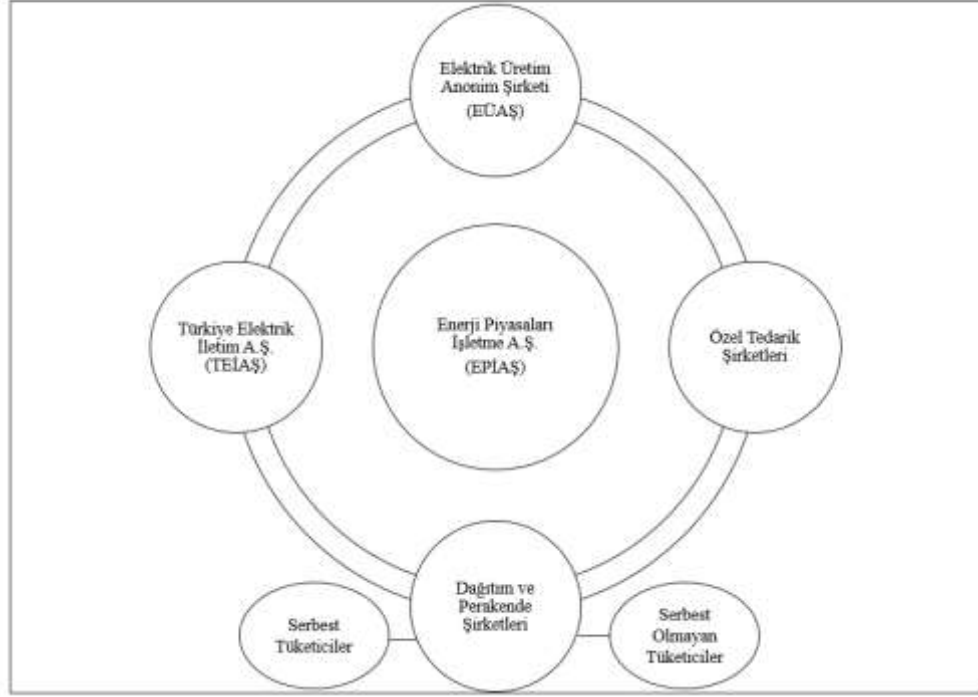 Elektrik Üretim
Anonim Şirketi
(EÜAŞ)
Türkiye Elektrik
İletim A.Ş.
(TEİAŞ)
Enerji Piyasaları
İşletme A.Ş.
(EPİAŞ)
Özel Tedarik
Şirketleri
Dağıtım ve
Perakende
Şirketleri
Serbest
Tüketiciler
Serbest
Olmayan
Tüketiciler